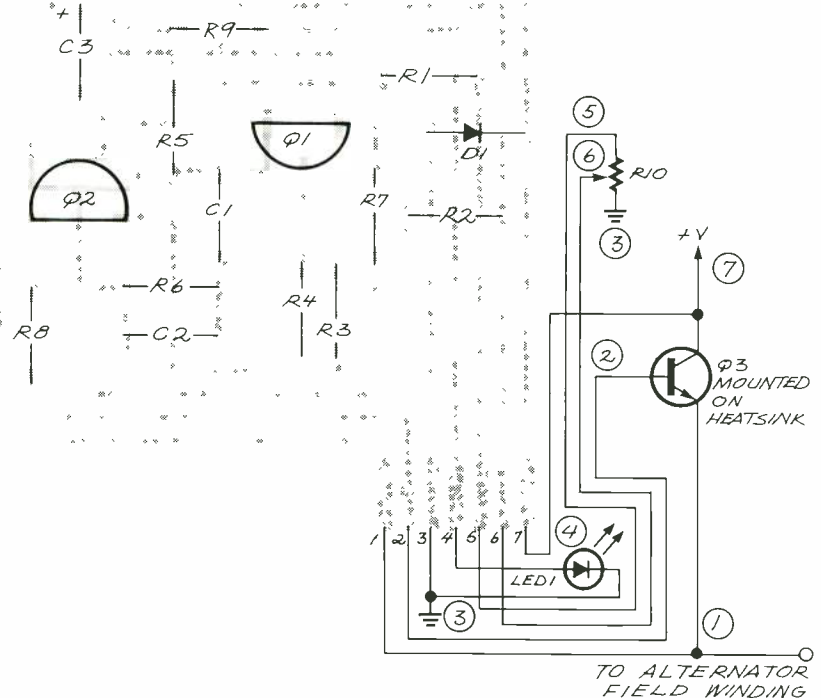 +
C3
R9
R1
R5
Q1
D1
Q2
C1
R7
R2
R6
R4
R3
R8
C2
5
6
R10
3
+V
7
2
Q3
MOUNTED
ON
HEATSINK
1 2 3 4 5 6 7
4
LED1
3
1
TO ALTERNATOR
FIELD WINDING